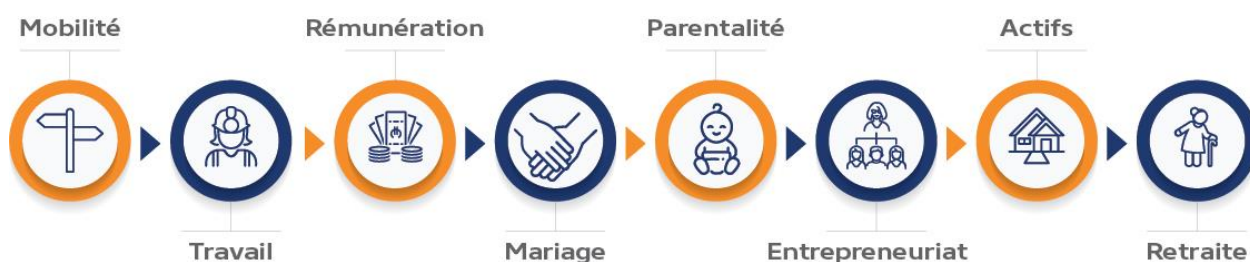 Mobilité
Rémunération
Parentalité
Actifs
Travail
Mariage
Entrepreneuriat
Retraite